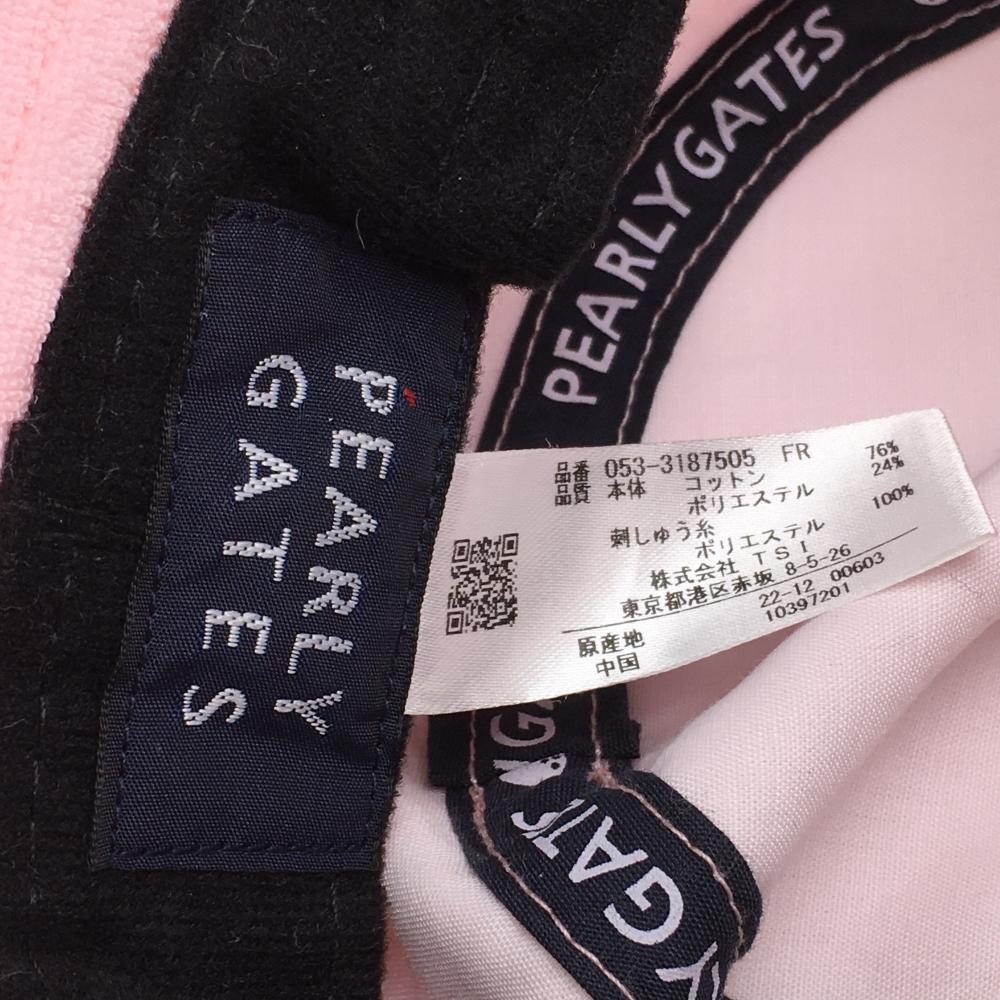 PEARLY GATES
PEARLY
GATES
品番 053-3187505 FR
品質 本体 コットン 76%
ポリエステル 24%
刺しゅう糸
ポリエステル 100%
株式会社 TSI
東京都港区赤坂 8-5-26
22-12 00603
原産地 10397201
中国
Y GATES